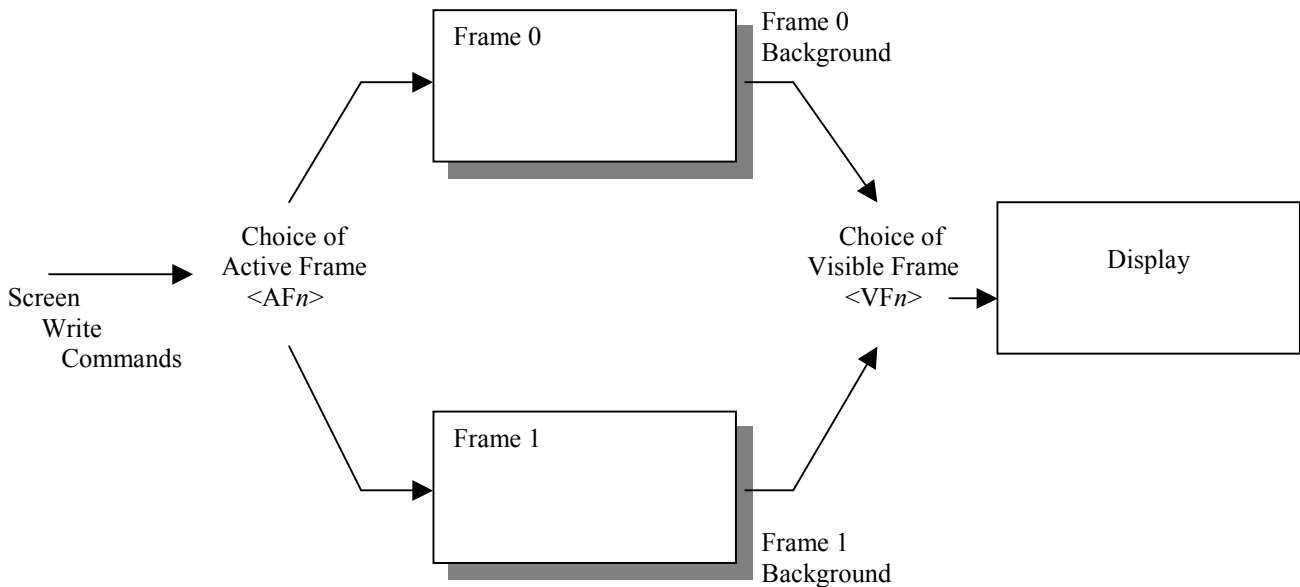 Frame 0
Frame 0
Background
Choice of
Active Frame
<AFn>
Screen
Write
Commands
Choice of
Visible Frame
<VFn>
Display
Frame 1
Frame 1
Background